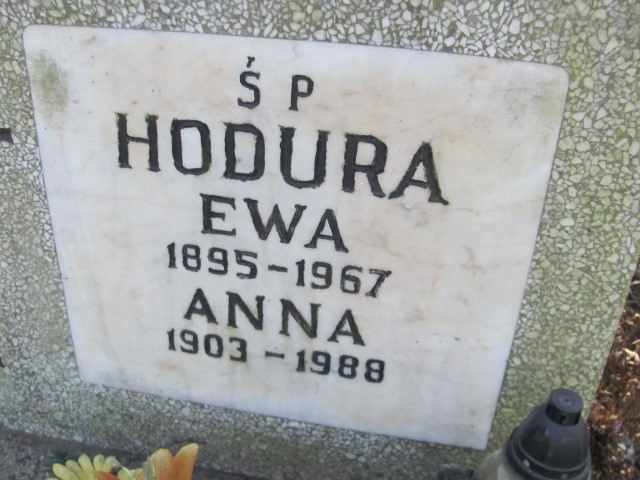 Ś P
HODURA
EWA
1895-1967
ANNA
1903-1988